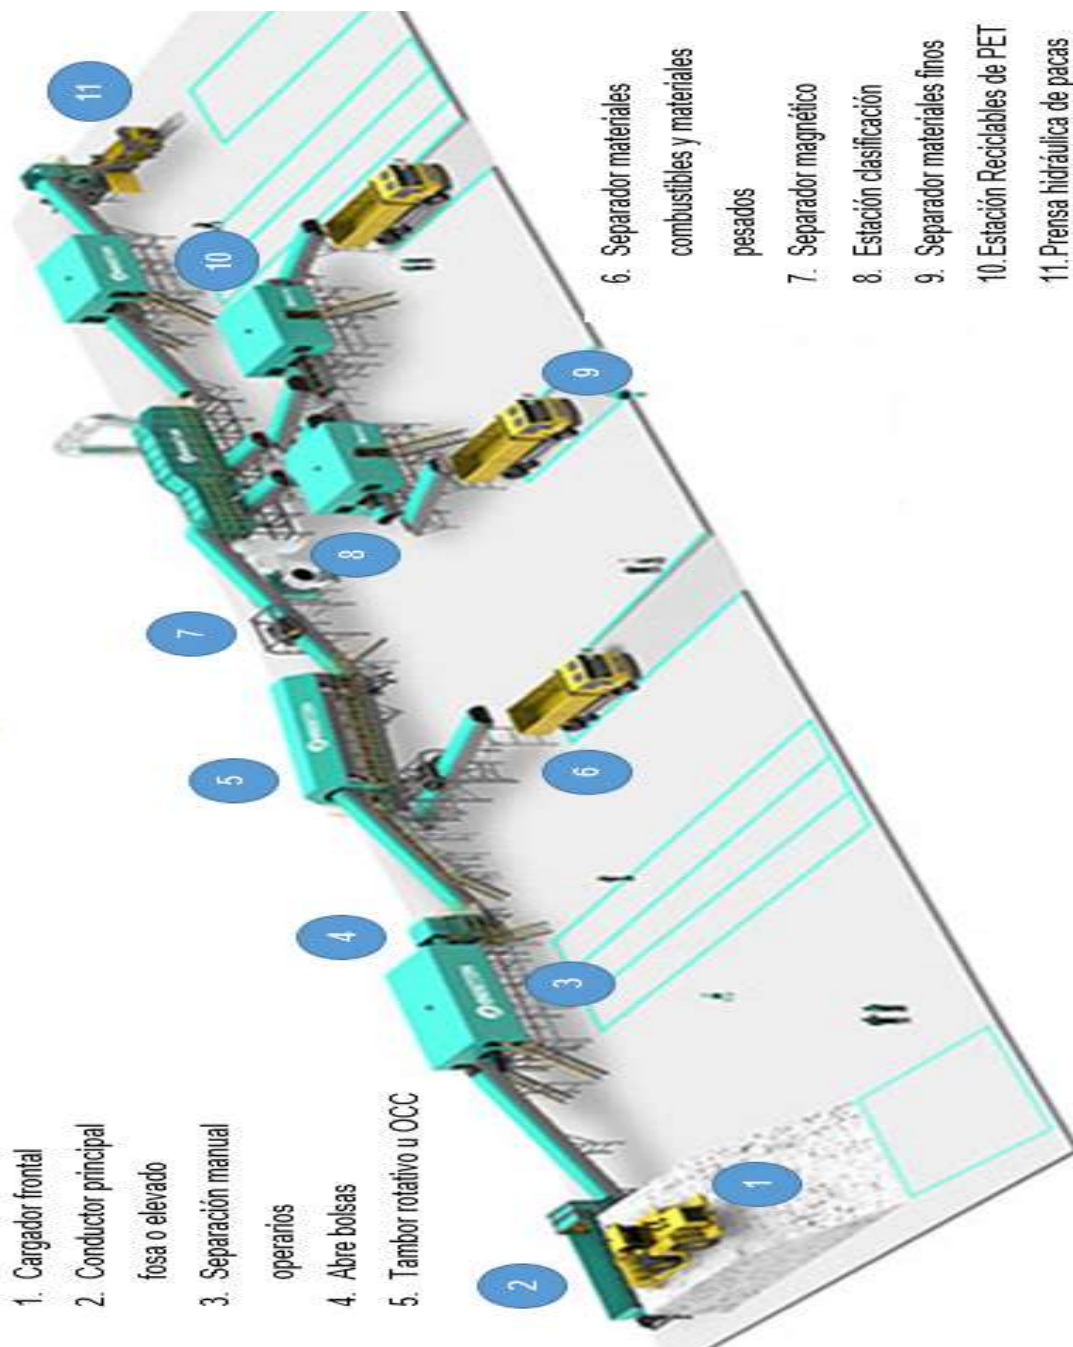 1. Cargador frontal
2. Conductor principal
fosa o elevado
3. Separación manual
operarios
4. Abre bolsas
5. Tambor rotativo u OCC
6. Separador materiales
combustibles y materiales
pesados
7. Separador magnético
8. Estación clasificación
9. Separador materiales finos
10. Estación Reciclables de PET
11. Prensa hidráulica de pacas
1
2
3
4
5
6
7
8
9
10
11